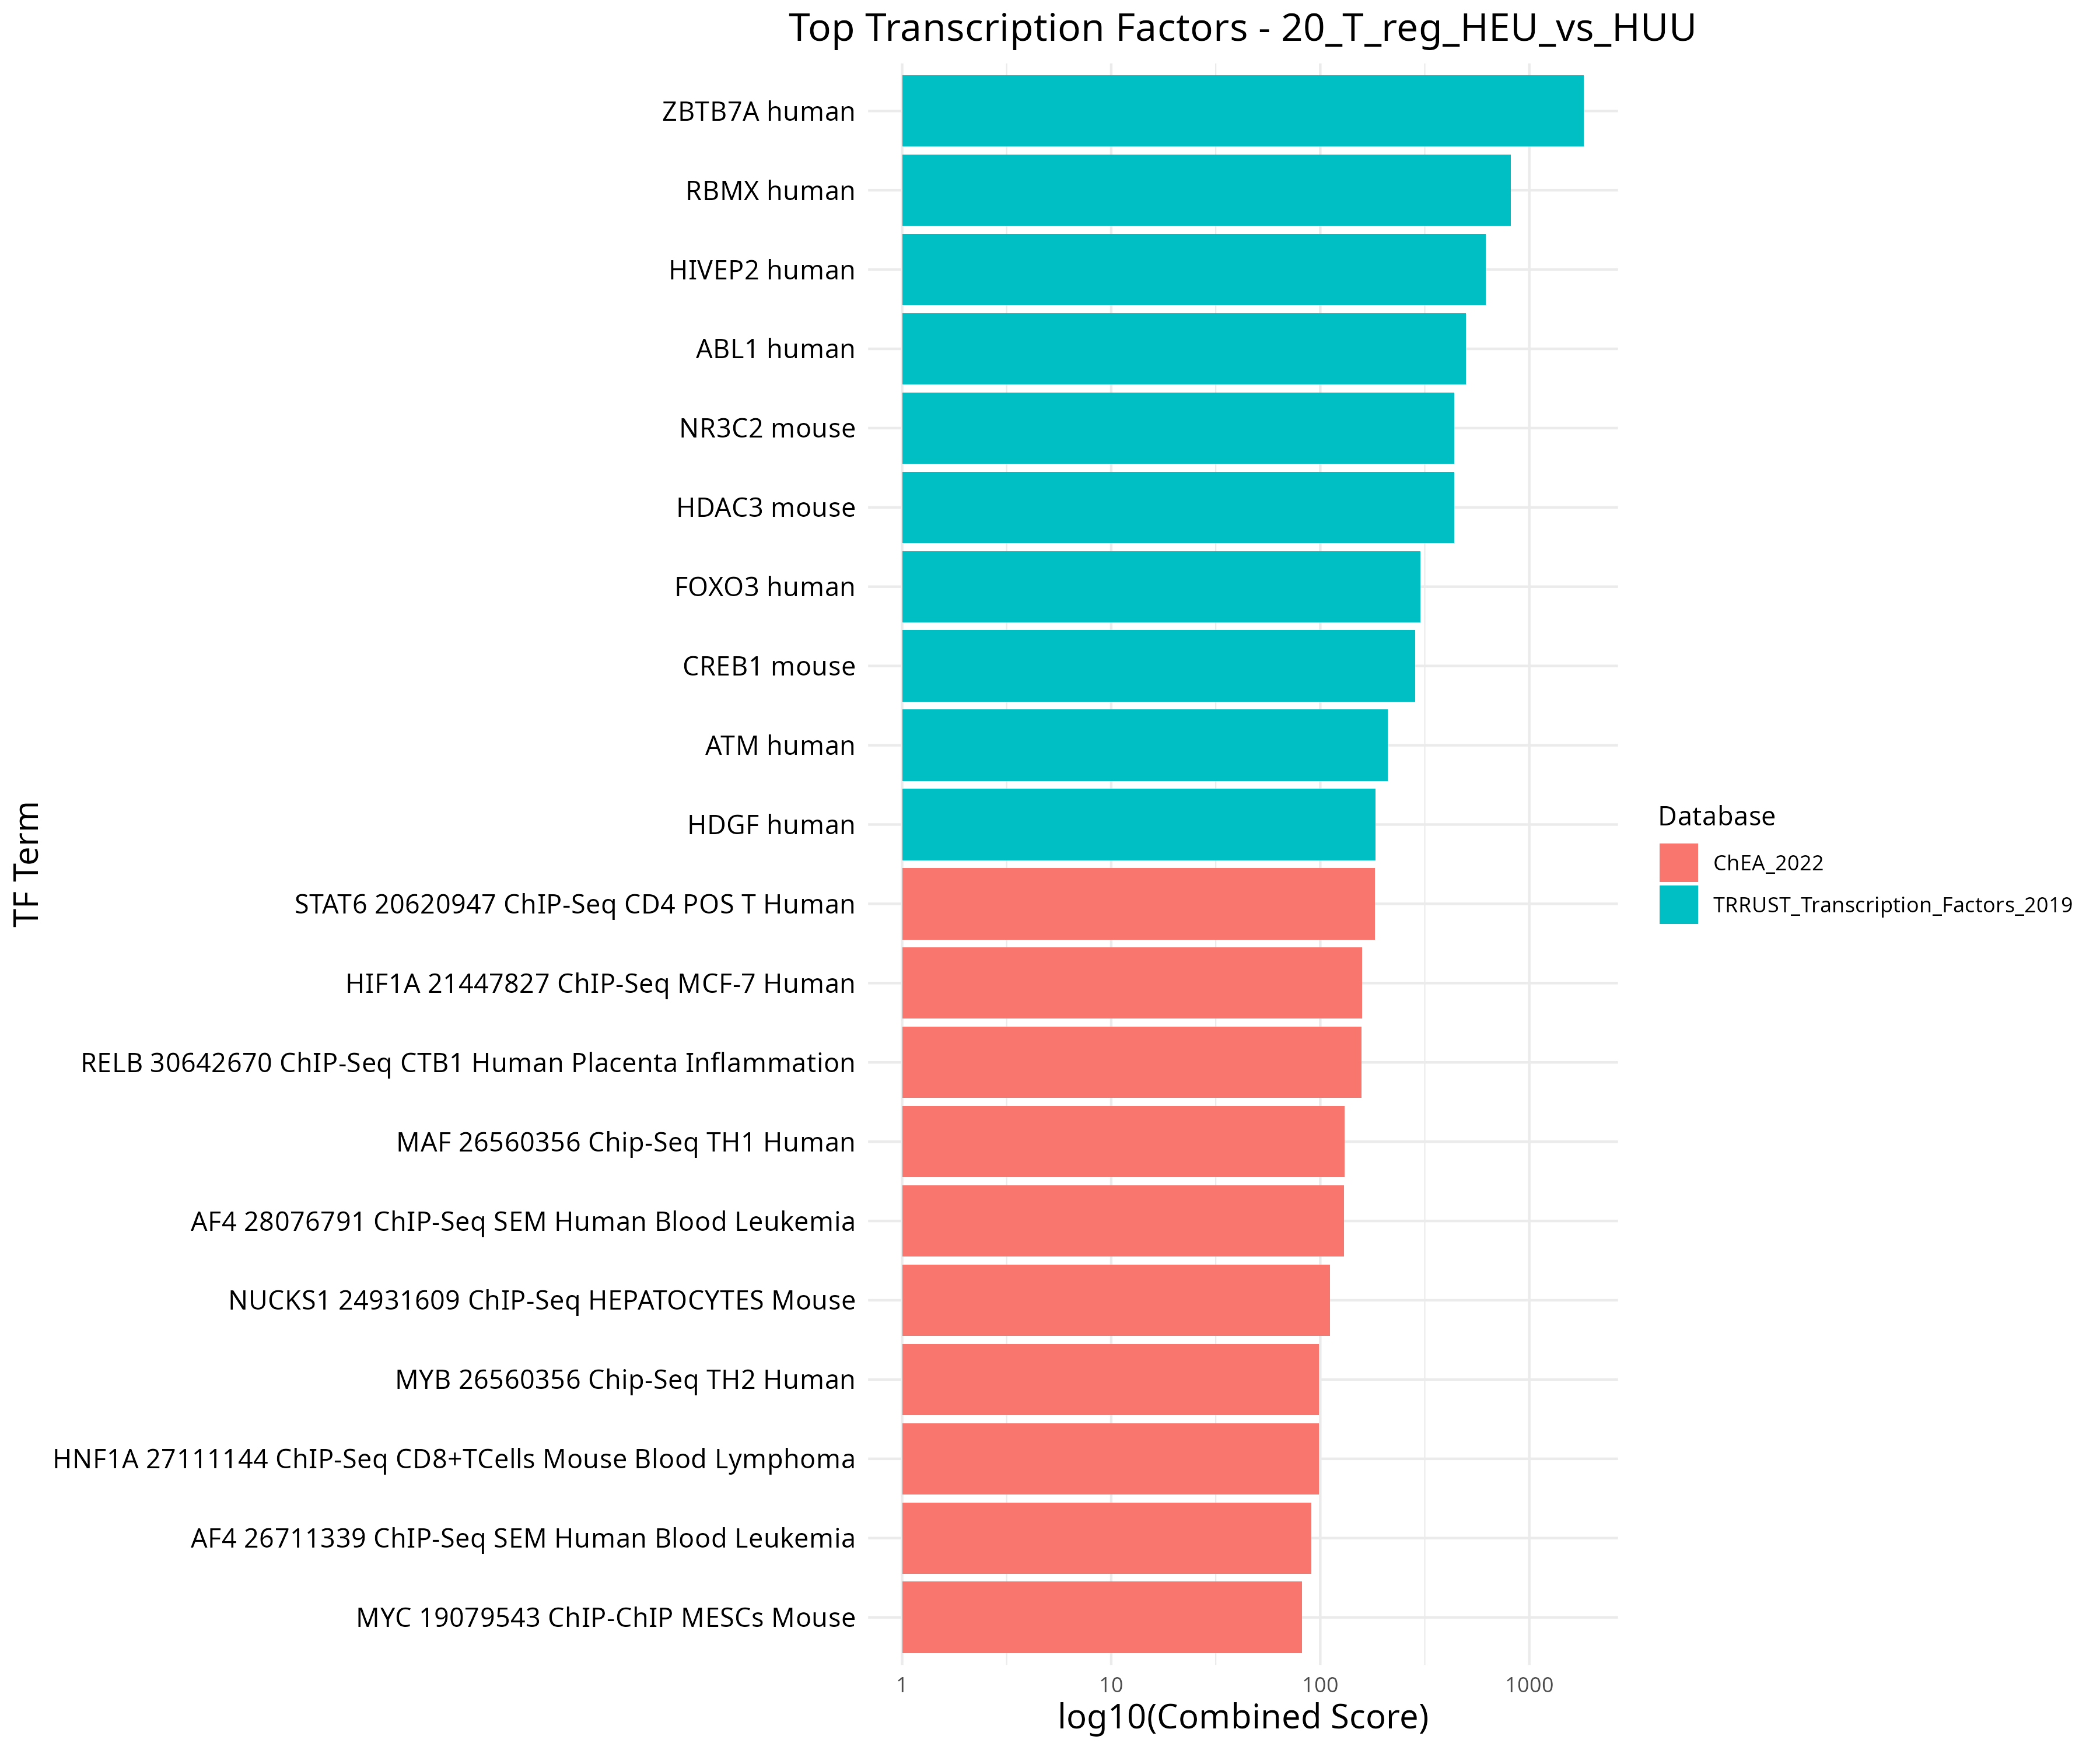 Top Transcription Factors - 20_T_reg_HEU_vs_HUU
TF Term
ZBTB7A human
RBMX human
HIVEP2 human
ABL1 human
NR3C2 mouse
HDAC3 mouse
FOXO3 human
CREB1 mouse
ATM human
HDGF human
STAT6 20620947 ChIP-Seq CD4 POS T Human
HIF1A 21447827 ChIP-Seq MCF-7 Human
RELB 30642670 ChIP-Seq CTB1 Human Placenta Inflammation
MAF 26560356 Chip-Seq TH1 Human
AF4 28076791 ChIP-Seq SEM Human Blood Leukemia
NUCKS1 24931609 ChIP-Seq HEPATOCYTES Mouse
MYB 26560356 Chip-Seq TH2 Human
HNF1A 27111144 ChIP-Seq CD8+TCells Mouse Blood Lymphoma
AF4 26711339 ChIP-Seq SEM Human Blood Leukemia
MYC 19079543 ChIP-ChIP MESCs Mouse
1 10 100 1000
log10(Combined Score)
Database
ChEA_2022
TRRUST_Transcription_Factors_2019